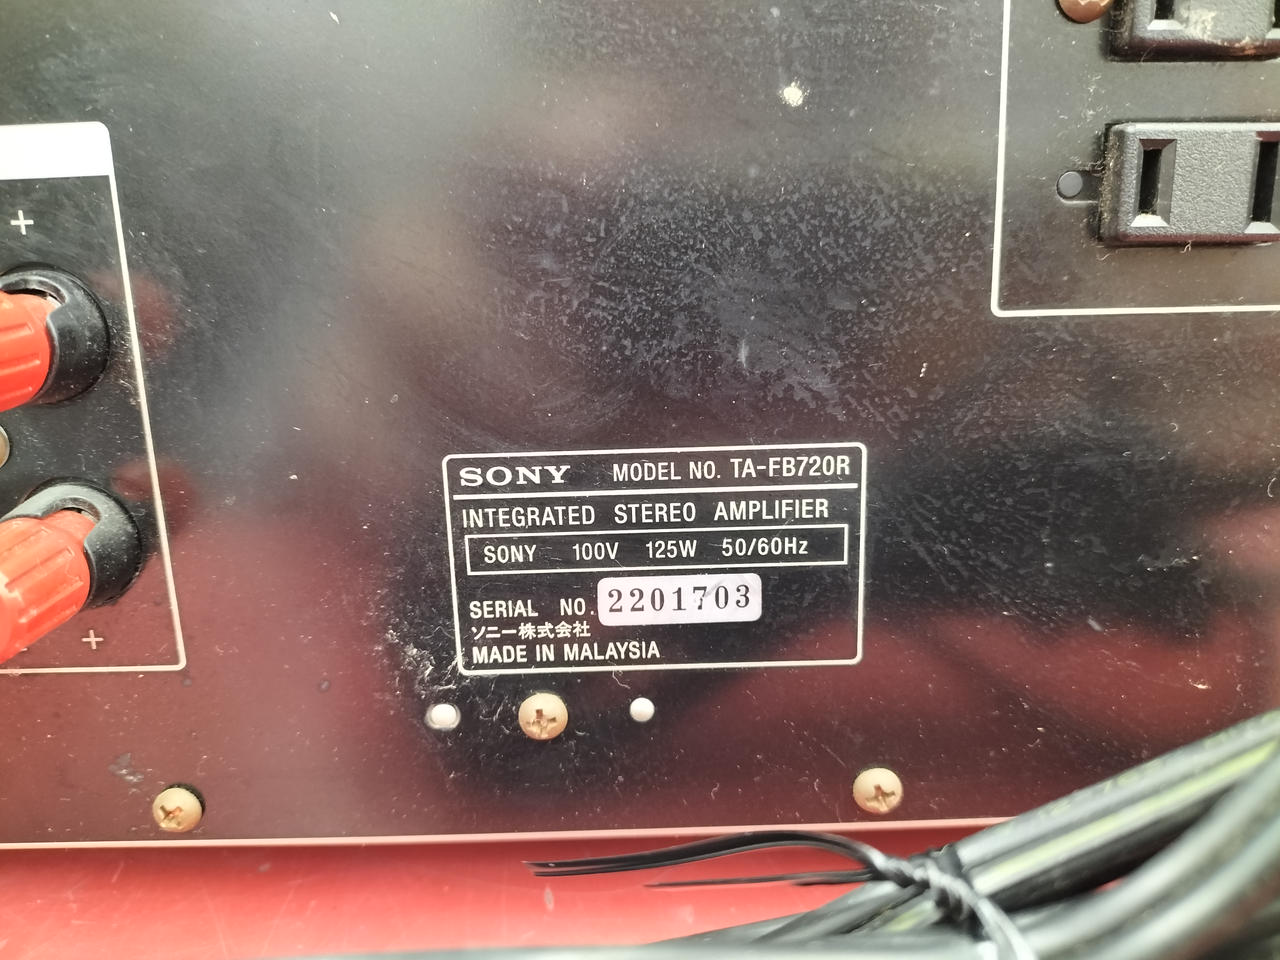 +
SONY MODEL NO. TA-FB720R
INTEGRATED STEREO AMPLIFIER
SONY 100V 125W 50/60Hz
SERIAL NO. 2201703
ソニー株式会社
MADE IN MALAYSIA
+